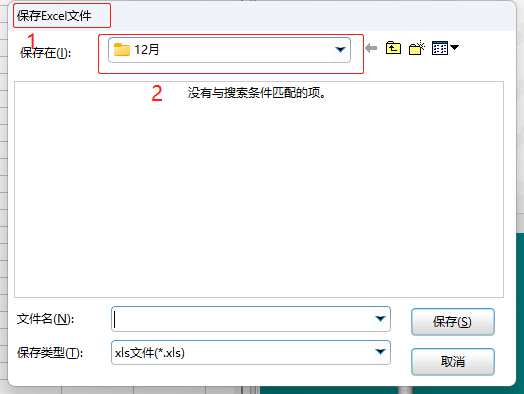 保存Excel文件
1
保存在(I):
12月
2
没有与搜索条件匹配的项。
文件名(N):
保存(S)
保存类型(T):
xls文件(*.xls)
取消